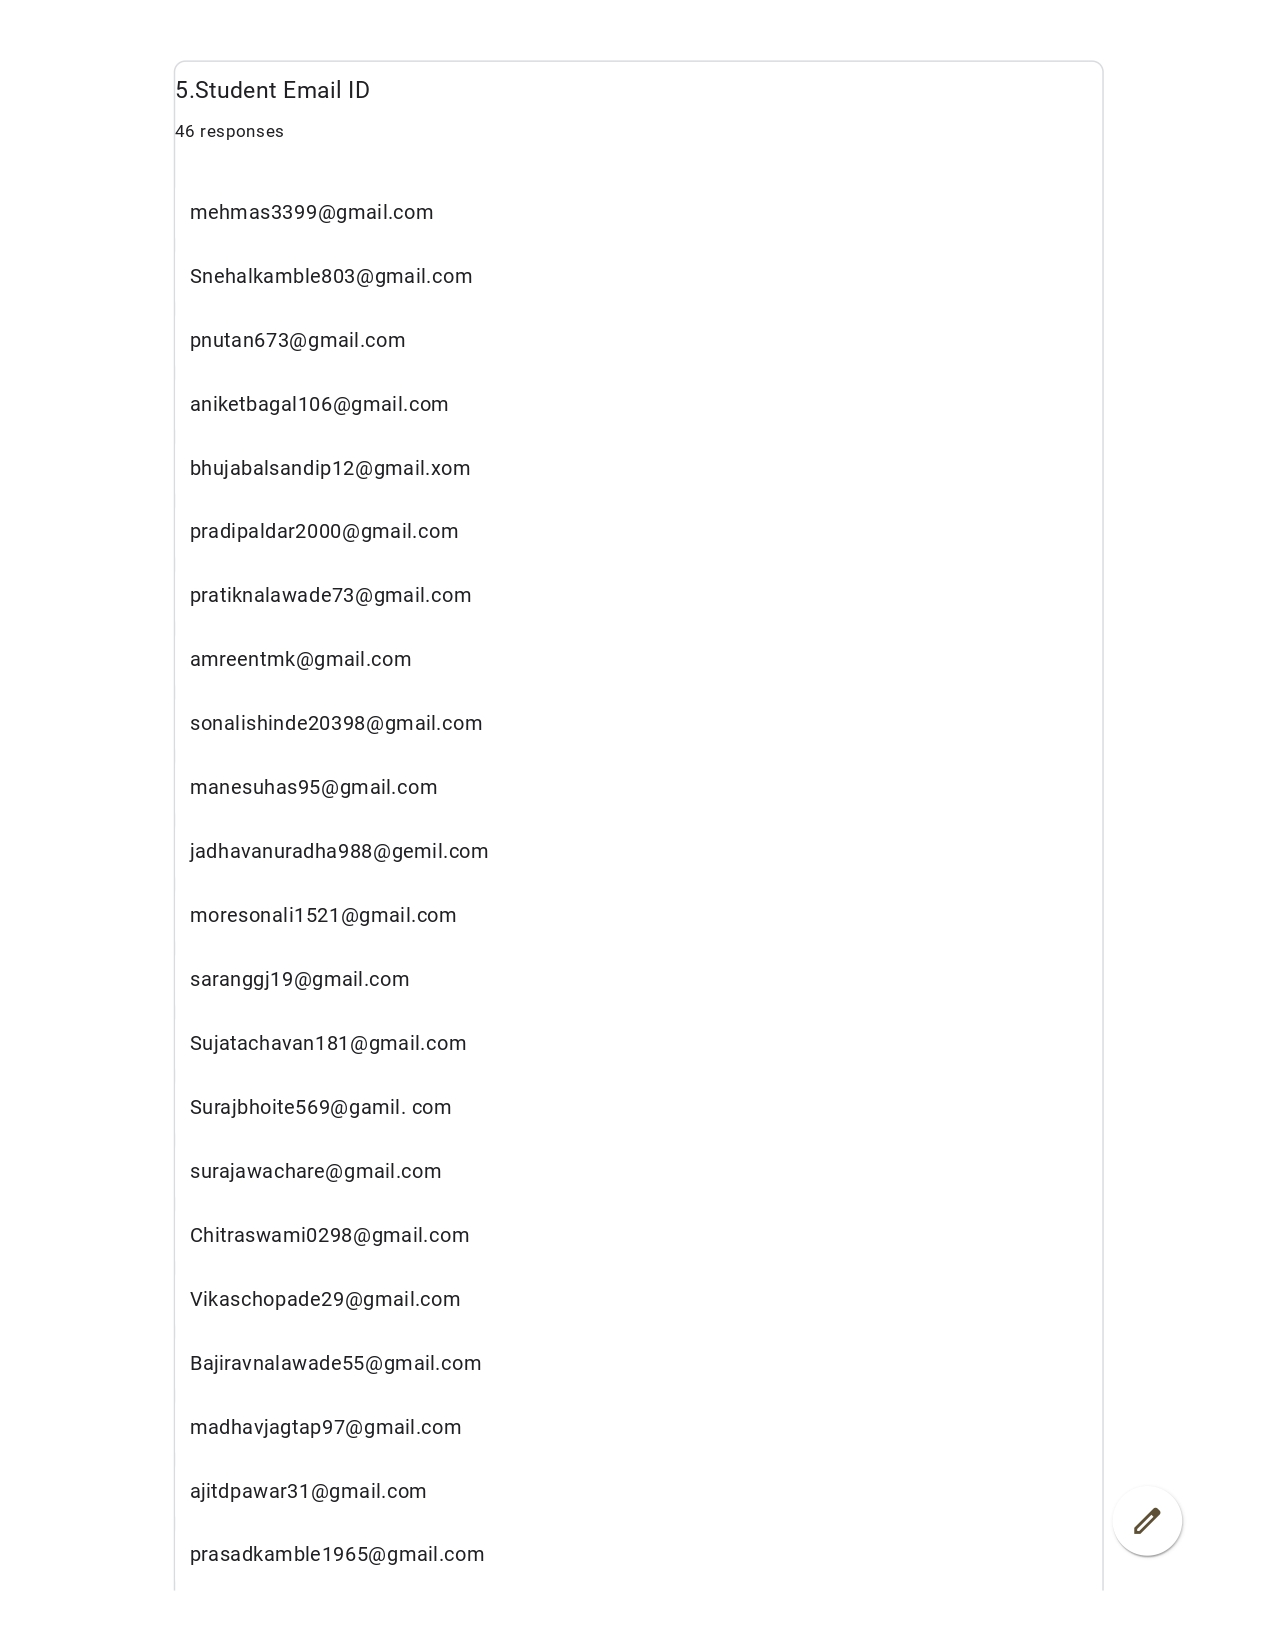 5.Student Email ID
46 responses
mehmas3399@gmail.com
Snehalkamble803@gmail.com
pnutan673@gmail.com
aniketbagal106@gmail.com
bhujabalsandip12@gmail.xom
pradipaldar2000@gmail.com
pratiknalawade73@gmail.com
amreentmk@gmail.com
sonalishinde20398@gmail.com
manesuhas95@gmail.com
jadhavanuradha988@gemil.com
moresonali1521@gmail.com
saranggj19@gmail.com
Sujatachavan181@gmail.com
Surajbhoite569@gamil. com
surajawachare@gmail.com
Chitraswami0298@gmail.com
Vikaschopade29@gmail.com
Bajiravnalawade55@gmail.com
madhavjagtap97@gmail.com
ajitdpawar31@gmail.com
prasadkamble1965@gmail.com